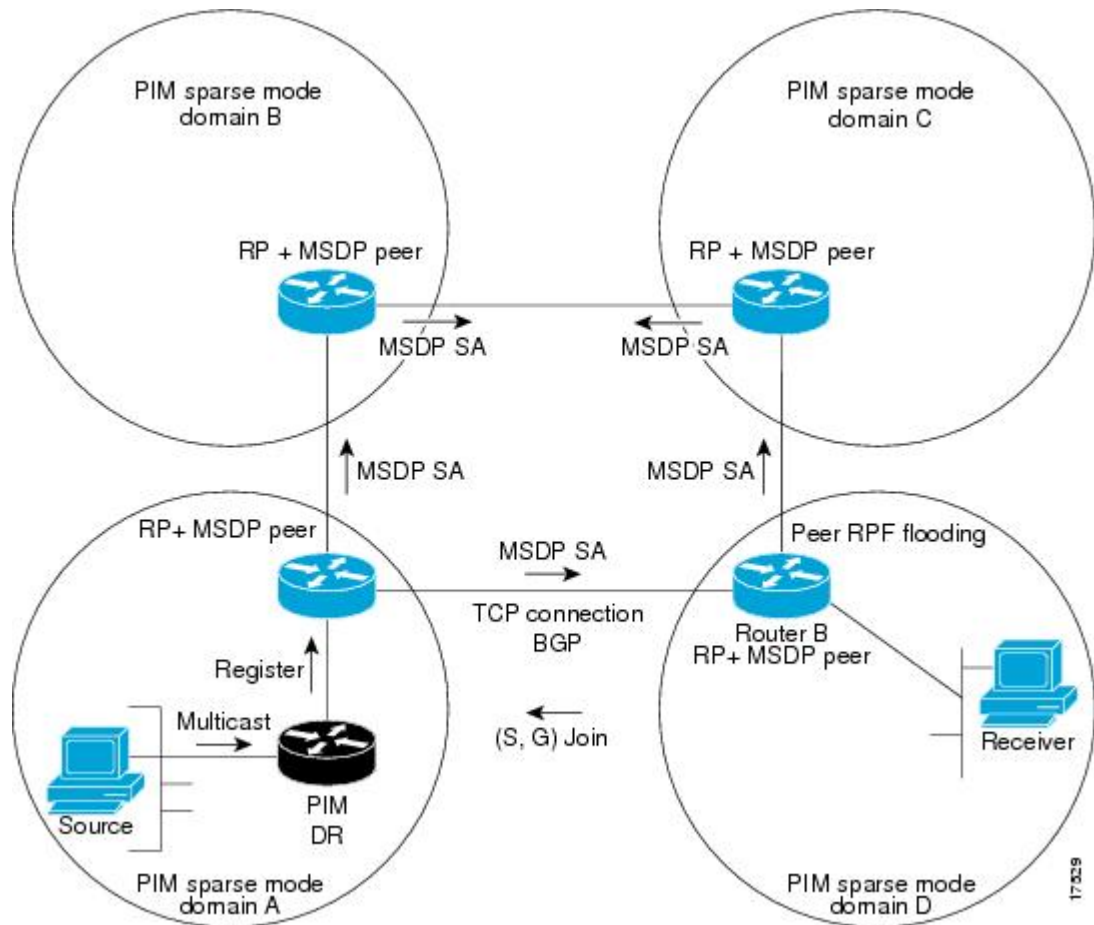 PIM sparse mode
domain B
PIM sparse mode
domain C
RP + MSDP peer
RP + MSDP peer
MSDP SA
MSDP SA
MSDP SA
MSDP SA
RP+ MSDP peer
Peer RPF flooding
MSDP SA
TCP connection
BGP
Router B
RP+ MSDP peer
Register
Multicast
(S, G) Join
Receiver
Source
PIM
DR
PIM sparse mode
domain A
PIM sparse mode
domain D
17529